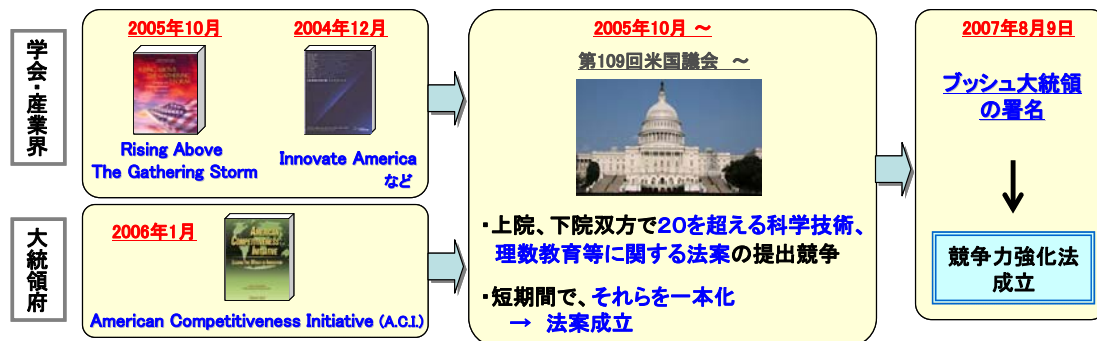 学会・産業界
2005年10月
2004年12月
Rising Above
The Gathering Storm
Innovate America
など
大統領府
2006年1月
AMERICAN
COMPETITIVENESS
INITIATIVE
American Competitiveness Initiative (A.C.I.)
2005年10月 ～
第109回米国議会 ～
・上院、下院双方で20を超える科学技術、
理数教育等に関する法案の提出競争
・短期間で、それらを一本化
→ 法案成立
2007年8月9日
ブッシュ大統領
の署名
競争力強化法
成立